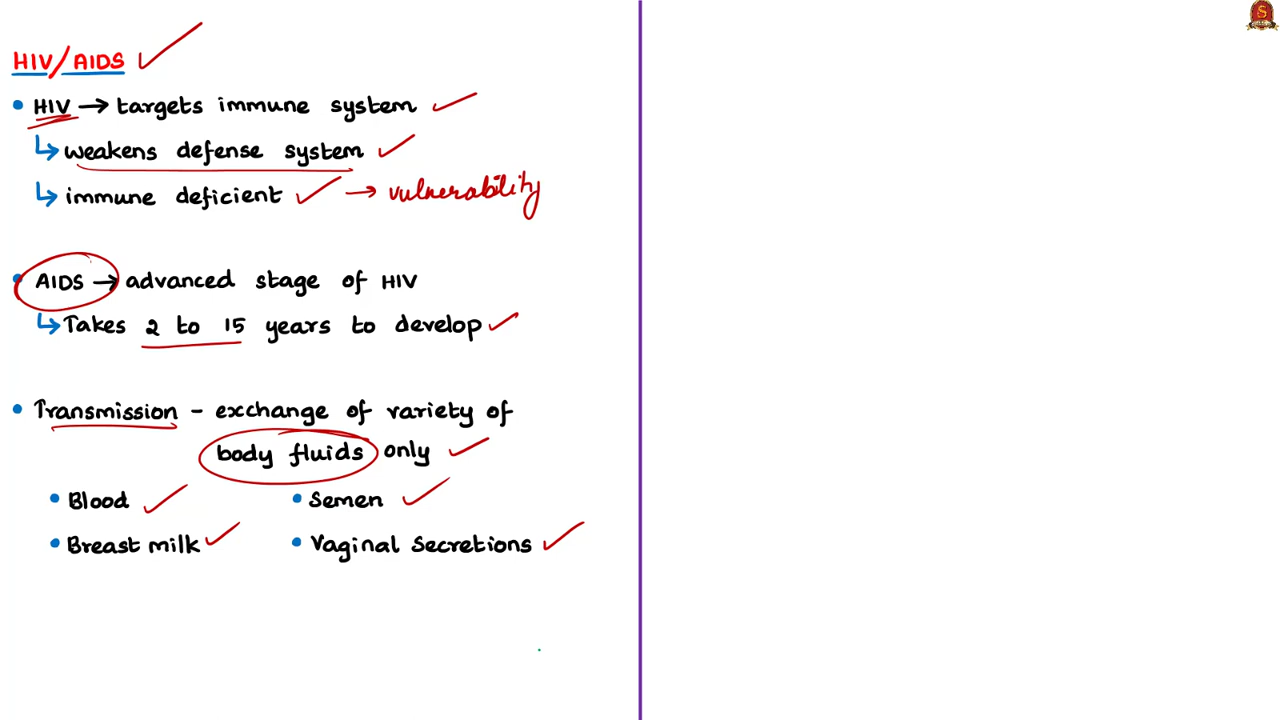 HIV/AIDS
• HIV → targets immune system
↳ weakens defense system
↳ immune deficient → vulnerability
• AIDS → advanced stage of HIV
↳ Takes 2 to 15 years to develop
• Transmission - exchange of variety of
body fluids only
• Blood • Semen
• Breast milk • Vaginal Secretions